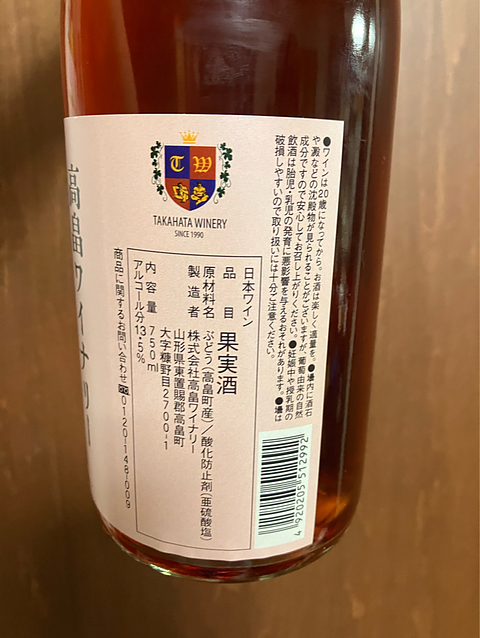 ●ワインは20歳になってから。お酒は楽しく適量を。●壜内に酒石
や澱などの沈殿物が見られることがございますが、葡萄由来の自然
成分ですので安心してお召し上がりください。●妊娠中や授乳期の
飲酒は胎児・乳児の発育に悪影響を与えるおそれがあります。●壜は
破損しやすいので取り扱いには十分ご注意ください。
T W
TAKAHATA WINERY
SINCE 1990
日本ワイン
品目 果実酒
原材料名 ぶどう(高畠町産)/酸化防止剤(亜硫酸塩)
製造者 株式会社高畠ワイナリー
山形県東置賜郡高畠町
大字糠野目2700-1
内容量 750ml
アルコール分13.5%
商品に関するお問い合わせ 0120-148-009
高畠ワイナリー
4920205512992